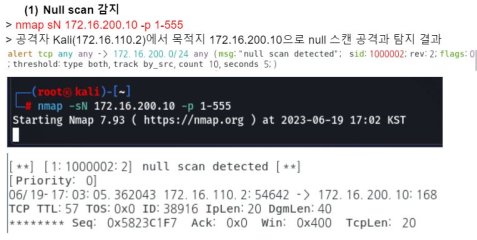 (1) Null scan 감지
> nmap sN 172.16.200.10 -p 1-555
> 공격자 Kali(172.16.110.2)에서 목적지 172.16.200.10으로 null 스캔 공격과 탐지 결과
alert tcp any any -> 172.16.200.0/24 any (msg:"null scan detected"; sid:1000002; rev:2; flags:0
; threshold:type both, track by_src, count 10, seconds 5;)
┌──(root㉿kali)-[~]
└─# nmap -sN 172.16.200.10 -p 1-555
Starting Nmap 7.93 ( https://nmap.org ) at 2023-06-19 17:02 KST
[**] [1:1000002:2] null scan detected [**]
[Priority: 0]
06/19-17:03:05.362043 172.16.110.2:54642 -> 172.16.200.10:168
TCP TTL:57 TOS:0x0 ID:38916 IpLen:20 DgmLen:40
******** Seq: 0x5823C1F7 Ack: 0x0 Win: 0x400 TcpLen: 20